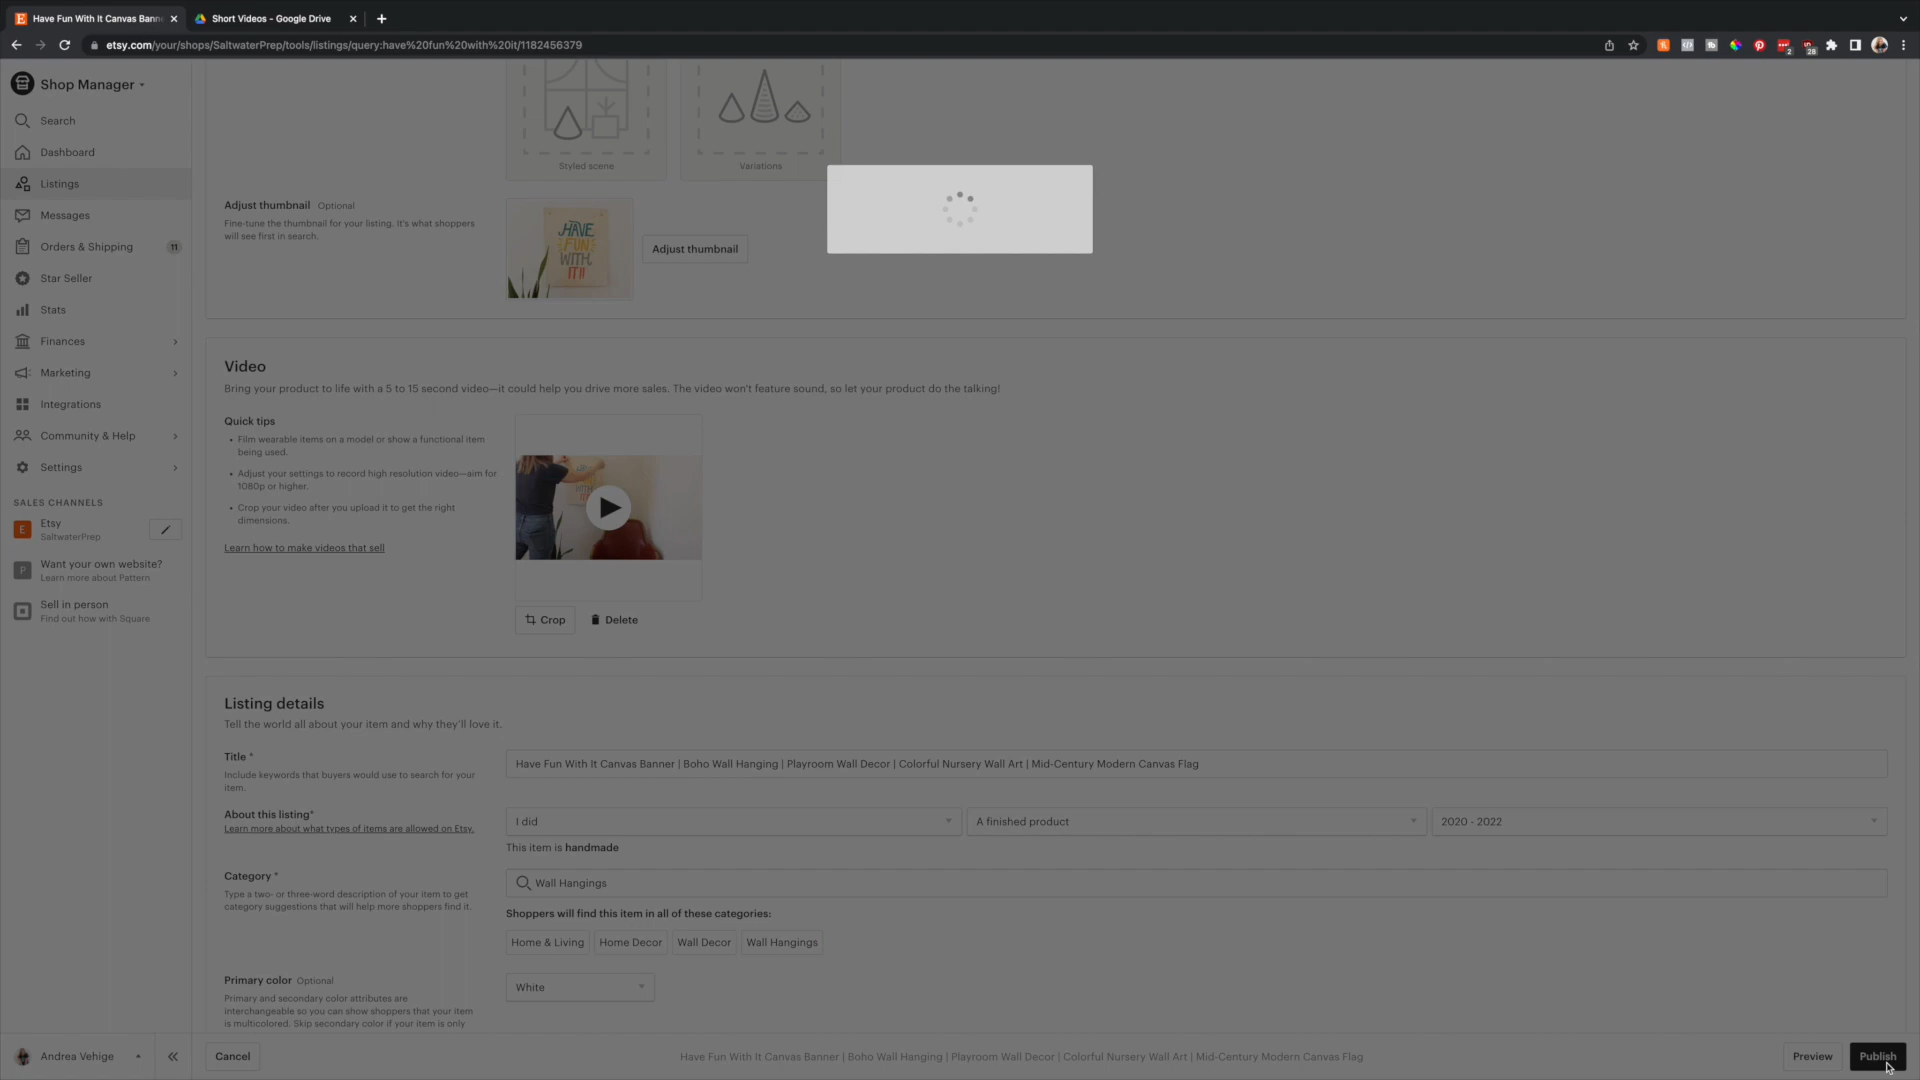 Have Fun With It Canvas Bann
Short Videos - Google Drive
etsy.com/your/shops/SaltwaterPrep/tools/listings/query:have%20fun%20with%20it/1182456379
2
28
Shop Manager
Search
Dashboard
Listings
Messages
Orders & Shipping
11
Star Seller
Stats
Finances
Marketing
Integrations
Community & Help
Settings
SALES CHANNELS
E
Etsy
SaltwaterPrep
P
Want your own website?
Learn more about Pattern
Sell in person
Find out how with Square
Andrea Vehige
Styled scene
Variations
Adjust thumbnail Optional
Fine-tune the thumbnail for your listing. It's what shoppers
will see first in search.
HAVE
FUN
WITH
IT!!
Adjust thumbnail
Video
Bring your product to life with a 5 to 15 second video—it could help you drive more sales. The video won't feature sound, so let your product do the talking!
Quick tips
• Film wearable items on a model or show a functional item
being used.
• Adjust your settings to record high resolution video—aim for
1080p or higher.
• Crop your video after you upload it to get the right
dimensions.
Learn how to make videos that sell
Crop
Delete
Listing details
Tell the world all about your item and why they'll love it.
Title *
Include keywords that buyers would use to search for your
item.
Have Fun With It Canvas Banner | Boho Wall Hanging | Playroom Wall Decor | Colorful Nursery Wall Art | Mid-Century Modern Canvas Flag
About this listing*
Learn more about what types of items are allowed on Etsy.
I did
A finished product
2020 - 2022
This item is handmade
Category *
Type a two- or three-word description of your item to get
category suggestions that will help more shoppers find it.
Wall Hangings
Shoppers will find this item in all of these categories:
Home & Living
Home Decor
Wall Decor
Wall Hangings
Primary color Optional
Primary and secondary color attributes are
interchangeable so you can show shoppers that your item
is multicolored. Skip secondary color if your item is only
White
Cancel
Have Fun With It Canvas Banner | Boho Wall Hanging | Playroom Wall Decor | Colorful Nursery Wall Art | Mid-Century Modern Canvas Flag
Preview
Publish